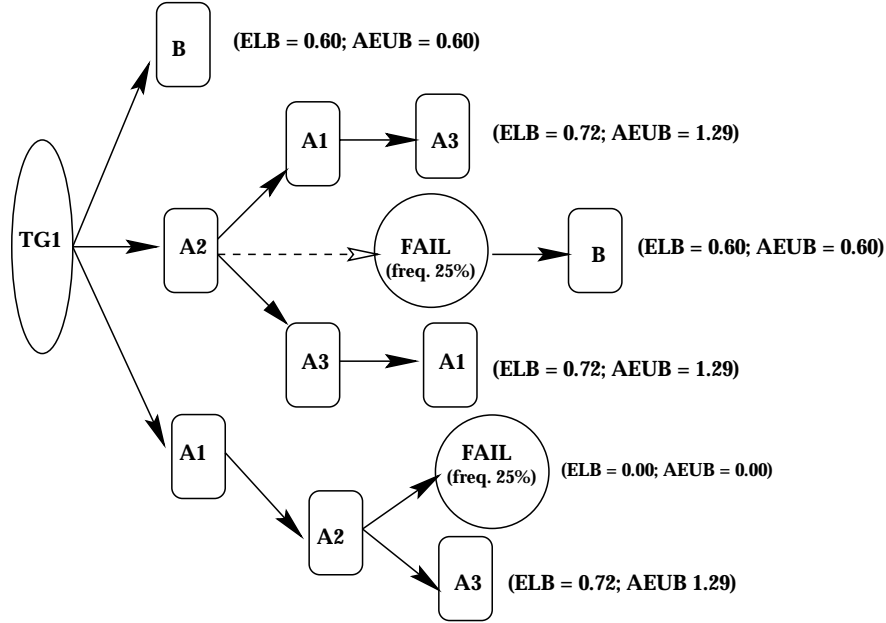 B
(ELB = 0.60; AEUB = 0.60)
A1
A3
(ELB = 0.72; AEUB = 1.29)
TG1
A2
FAIL
(freq. 25%)
B
(ELB = 0.60; AEUB = 0.60)
A3
A1
(ELB = 0.72; AEUB = 1.29)
A1
FAIL
(freq. 25%)
(ELB = 0.00; AEUB = 0.00)
A2
A3
(ELB = 0.72; AEUB 1.29)